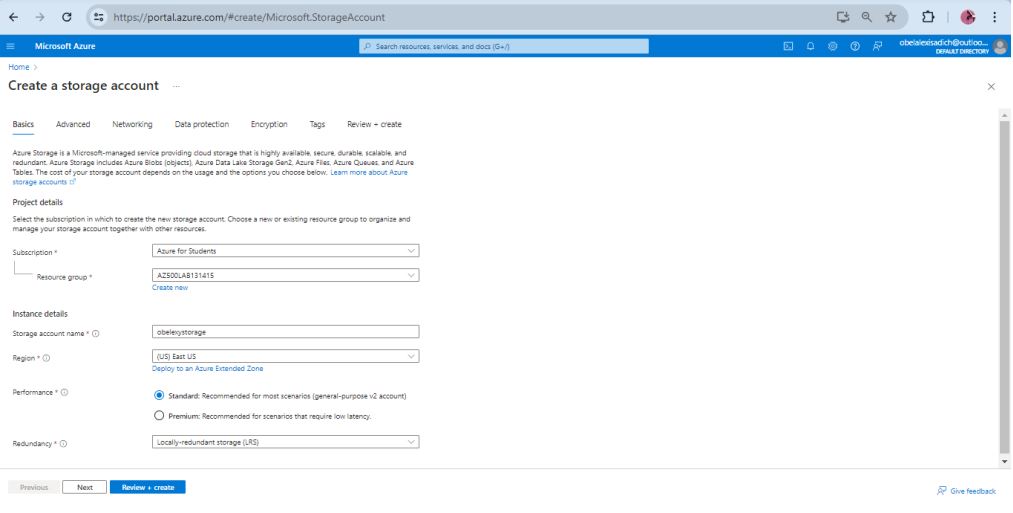 https://portal.azure.com/#create/Microsoft.StorageAccount
Microsoft Azure
Search resources, services, and docs (G+/)
obelalexisadich@outloo...
DEFAULT DIRECTORY
Home >
Create a storage account ...
Basics Advanced Networking Data protection Encryption Tags Review + create
Azure Storage is a Microsoft-managed service providing cloud storage that is highly available, secure, durable, scalable, and
redundant. Azure Storage includes Azure Blobs (objects), Azure Data Lake Storage Gen2, Azure Files, Azure Queues, and Azure
Tables. The cost of your storage account depends on the usage and the options you choose below. Learn more about Azure
storage accounts
Project details
Select the subscription in which to create the new storage account. Choose a new or existing resource group to organize and
manage your storage account together with other resources.
Subscription * Azure for Students
Resource group * AZ500LAB131415
Create new
Instance details
Storage account name * obelexystorage
Region * (US) East US
Deploy to an Azure Extended Zone
Performance * Standard: Recommended for most scenarios (general-purpose v2 account)
Premium: Recommended for scenarios that require low latency.
Redundancy * Locally-redundant storage (LRS)
Previous Next Review + create
Give feedback